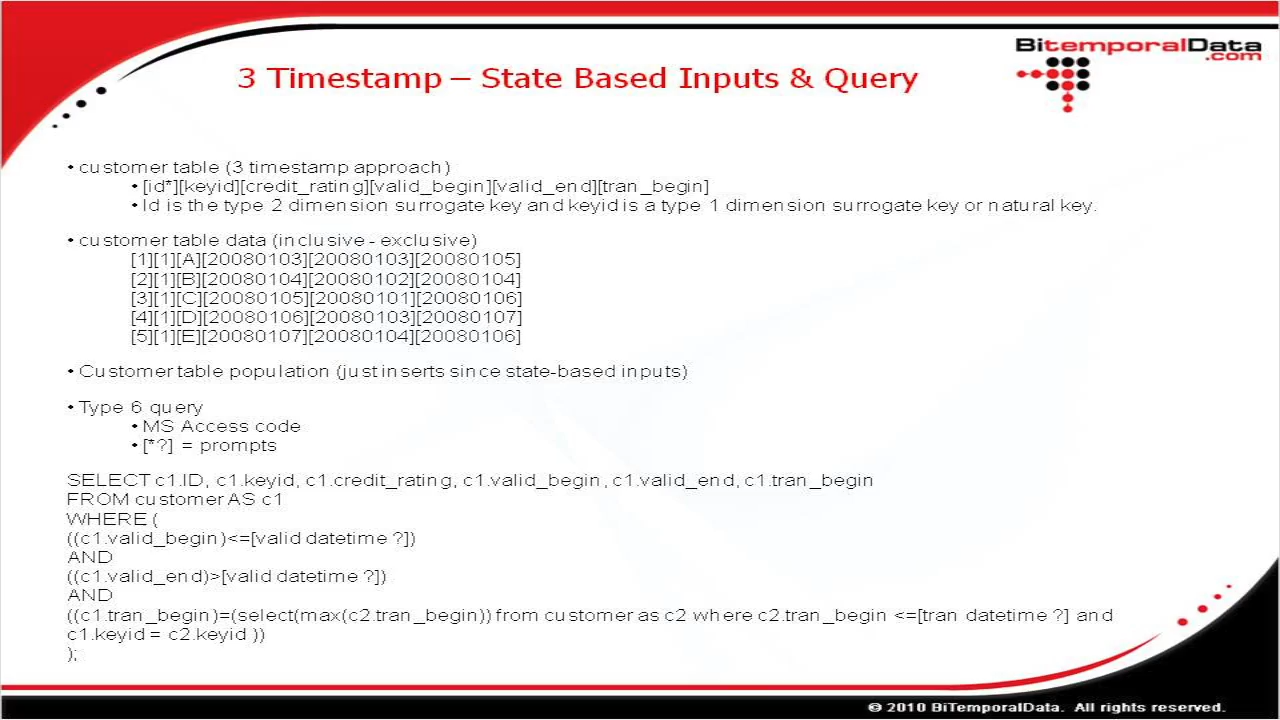 BitemporalData
.com
3 Timestamp – State Based Inputs & Query
• customer table (3 timestamp approach)
• [id*][keyid][credit_rating][valid_begin][valid_end][tran_begin]
• Id is the type 2 dimension surrogate key and keyid is a type 1 dimension surrogate key or natural key.
• customer table data (inclusive - exclusive)
[1][1][A][20080103][20080103][20080105]
[2][1][B][20080104][20080102][20080104]
[3][1][C][20080105][20080101][20080106]
[4][1][D][20080106][20080103][20080107]
[5][1][E][20080107][20080104][20080106]
• Customer table population (just inserts since state-based inputs)
• Type 6 query
• MS Access code
• [*?] = prompts
SELECT c1.ID, c1.keyid, c1.credit_rating, c1.valid_begin, c1.valid_end, c1.tran_begin
FROM customer AS c1
WHERE (
((c1.valid_begin)<=[valid datetime ?])
AND
((c1.valid_end)>[valid datetime ?])
AND
((c1.tran_begin)=(select(max(c2.tran_begin)) from customer as c2 where c2.tran_begin <=[tran datetime ?] and
c1.keyid = c2.keyid ))
);
© 2010 BiTemporalData. All rights reserved.